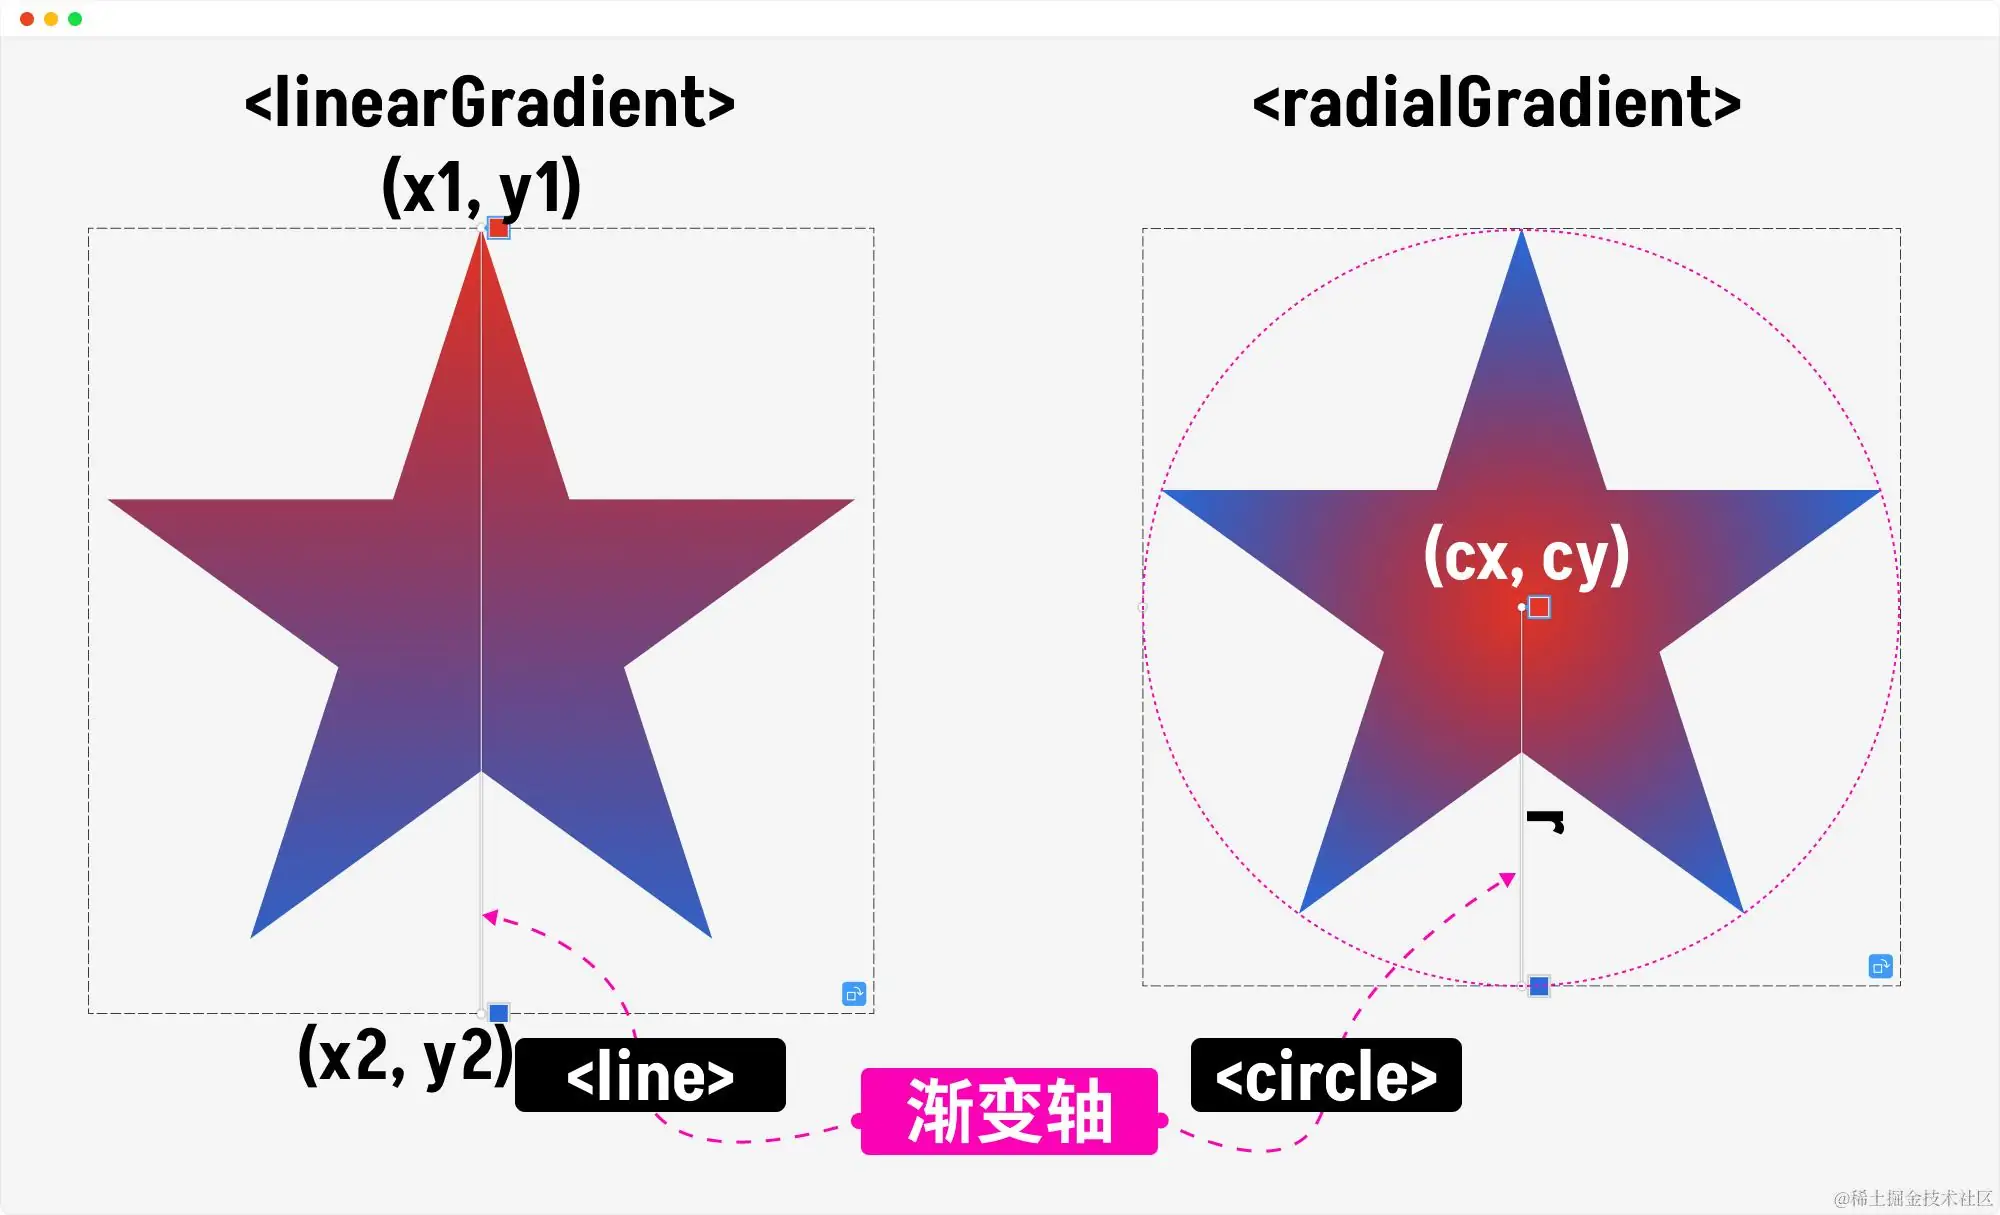 <linearGradient>
(x1, y1)
(x2, y2)
<line>
<radialGradient>
(cx, cy)
r
<circle>
渐变轴
@稀土掘金技术社区